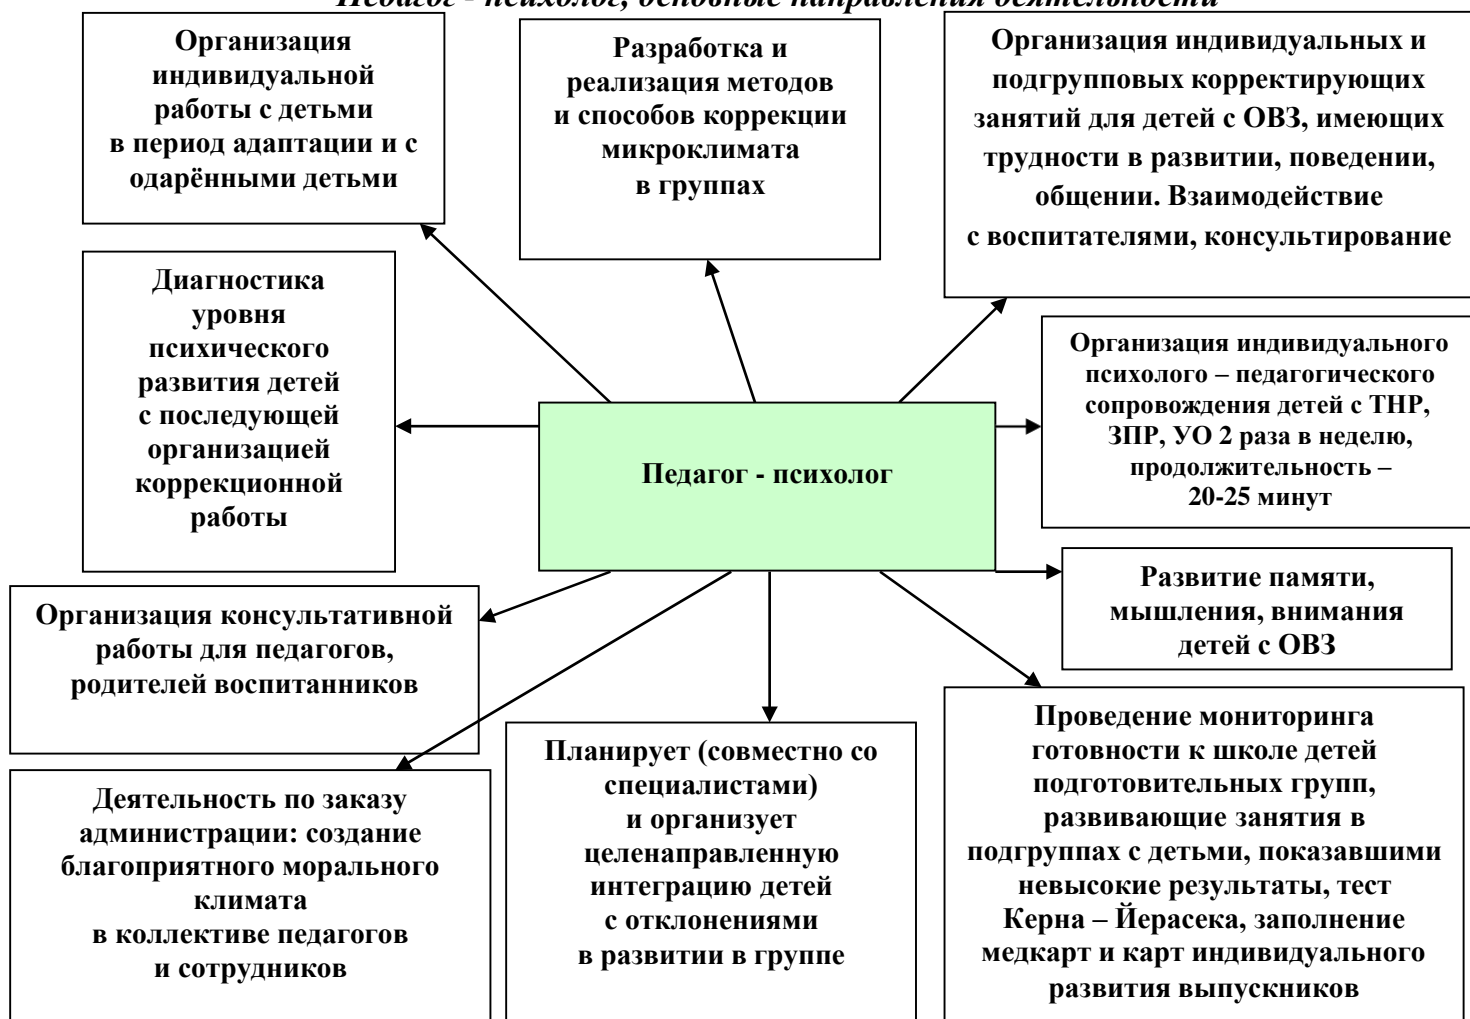 Педагог - психолог, основные направления деятельности
Организация
индивидуальной
работы с детьми
в период адаптации и с
одарёнными детьми
Разработка и
реализация методов
и способов коррекции
микроклимата
в группах
Организация индивидуальных и
подгрупповых корректирующих
занятий для детей с ОВЗ, имеющих
трудности в развитии, поведении,
общении. Взаимодействие
с воспитателями, консультирование
Диагностика
уровня
психического
развития детей
с последующей
организацией
коррекционной
работы
Педагог - психолог
Организация индивидуального
психолого – педагогического
сопровождения детей с ТНР,
ЗПР, УО 2 раза в неделю,
продолжительность –
20-25 минут
Развитие памяти,
мышления, внимания
детей с ОВЗ
Организация консультативной
работы для педагогов,
родителей воспитанников
Деятельность по заказу
администрации: создание
благоприятного морального
климата
в коллективе педагогов
и сотрудников
Планирует (совместно со
специалистами)
и организует
целенаправленную
интеграцию детей
с отклонениями
в развитии в группе
Проведение мониторинга
готовности к школе детей
подготовительных групп,
развивающие занятия в
подгруппах с детьми, показавшими
невысокие результаты, тест
Керна – Йерасека, заполнение
медкарт и карт индивидуального
развития выпускников